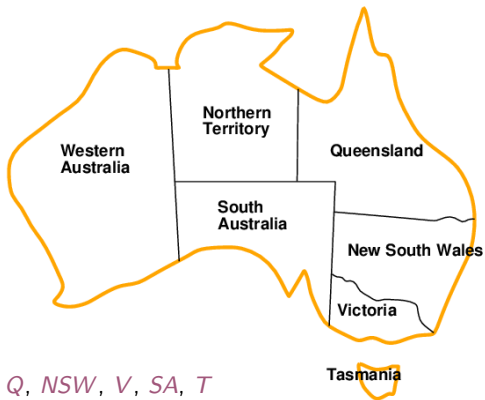 Northern
Territory
Western
Australia
Queensland
South
Australia
New South Wales
Victoria
Tasmania
Q, NSW, V, SA, T